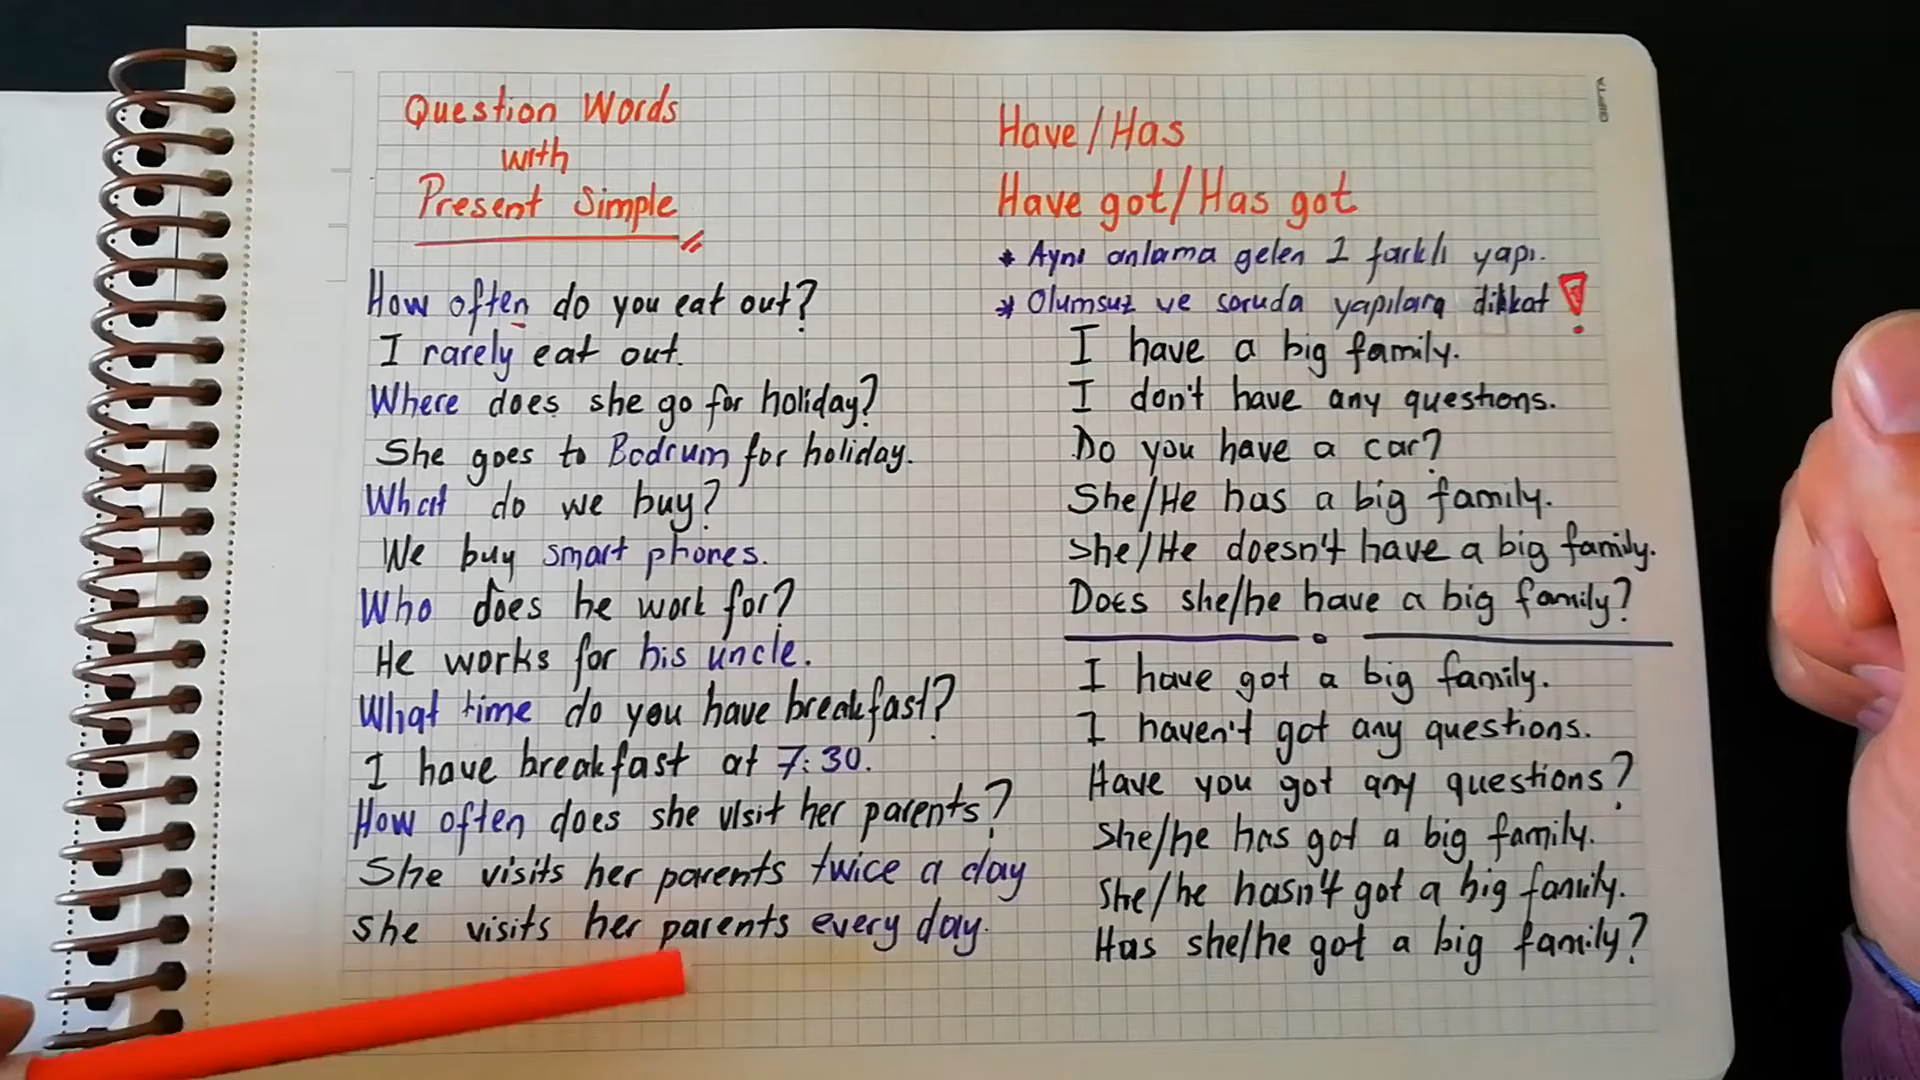 Question Words
with
Present Simple
How often do you eat out?
I rarely eat out.
Where does she go for holiday?
She goes to Bodrum for holiday.
What do we buy?
We buy smart phones.
Who does he work for?
He works for his uncle.
What time do you have breakfast?
I have breakfast at 7:30.
How often does she visit her parents?
She visits her parents twice a day
she visits her parents every day.
Have/Has
Have got/Has got
* Aynı anlama gelen 2 farklı yapı.
* Olumsuz ve soruda yapılara dikkat !
I have a big family.
I don't have any questions.
Do you have a car?
She/He has a big family.
She/He doesn't have a big family.
Does she/he have a big family?
I have got a big family.
I haven't got any questions.
Have you got any questions?
She/he has got a big family.
She/he hasn't got a big family.
Has she/he got a big family?